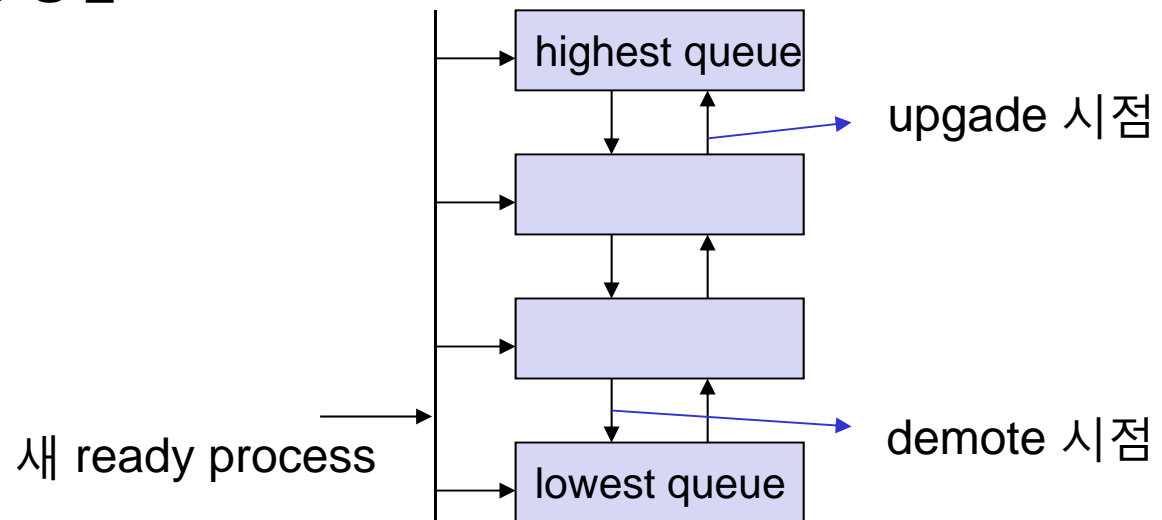 highest queue
upgade 시점
demote 시점
새 ready process
lowest queue